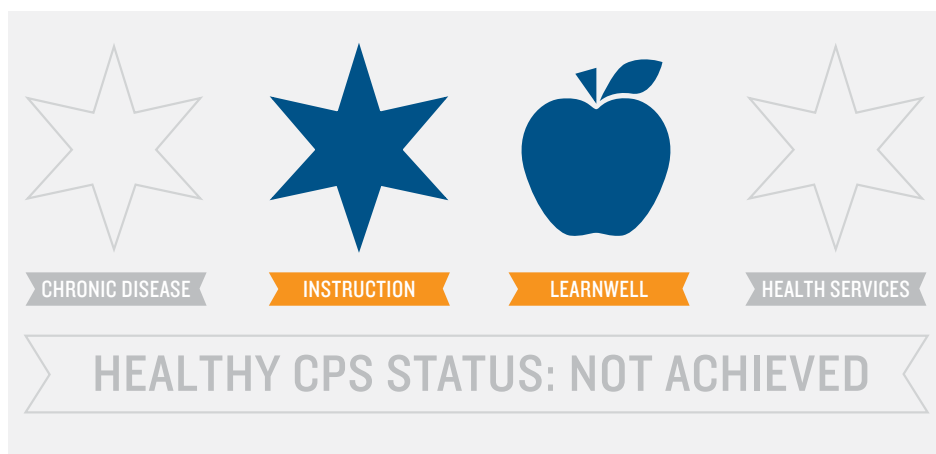 CHRONIC DISEASE
INSTRUCTION
LEARNWELL
HEALTH SERVICES
HEALTHY CPS STATUS: NOT ACHIEVED